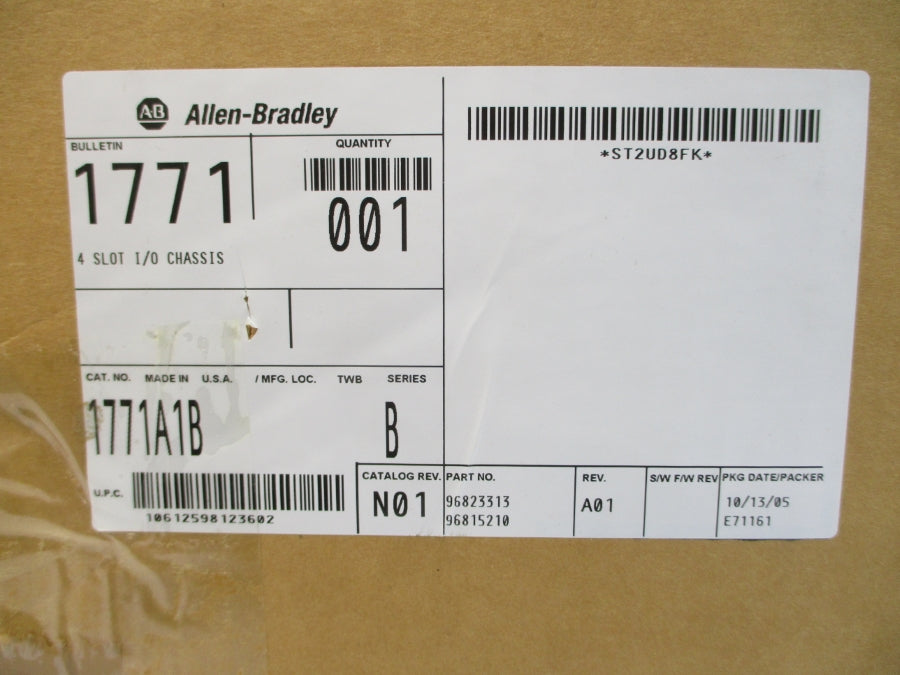 AB Allen-Bradley
BULLETIN
1771
QUANTITY
001
4 SLOT I/O CHASSIS
CAT. NO. MADE IN U.S.A. / MFG. LOC. TWB SERIES
1771A1B B
U.P.C.
10612598123602
*ST2UD8FK*
CATALOG REV. PART NO. REV. S/W F/W REV PKG DATE/PACKER
N01 96823313 A01 10/13/05
96815210 E71161